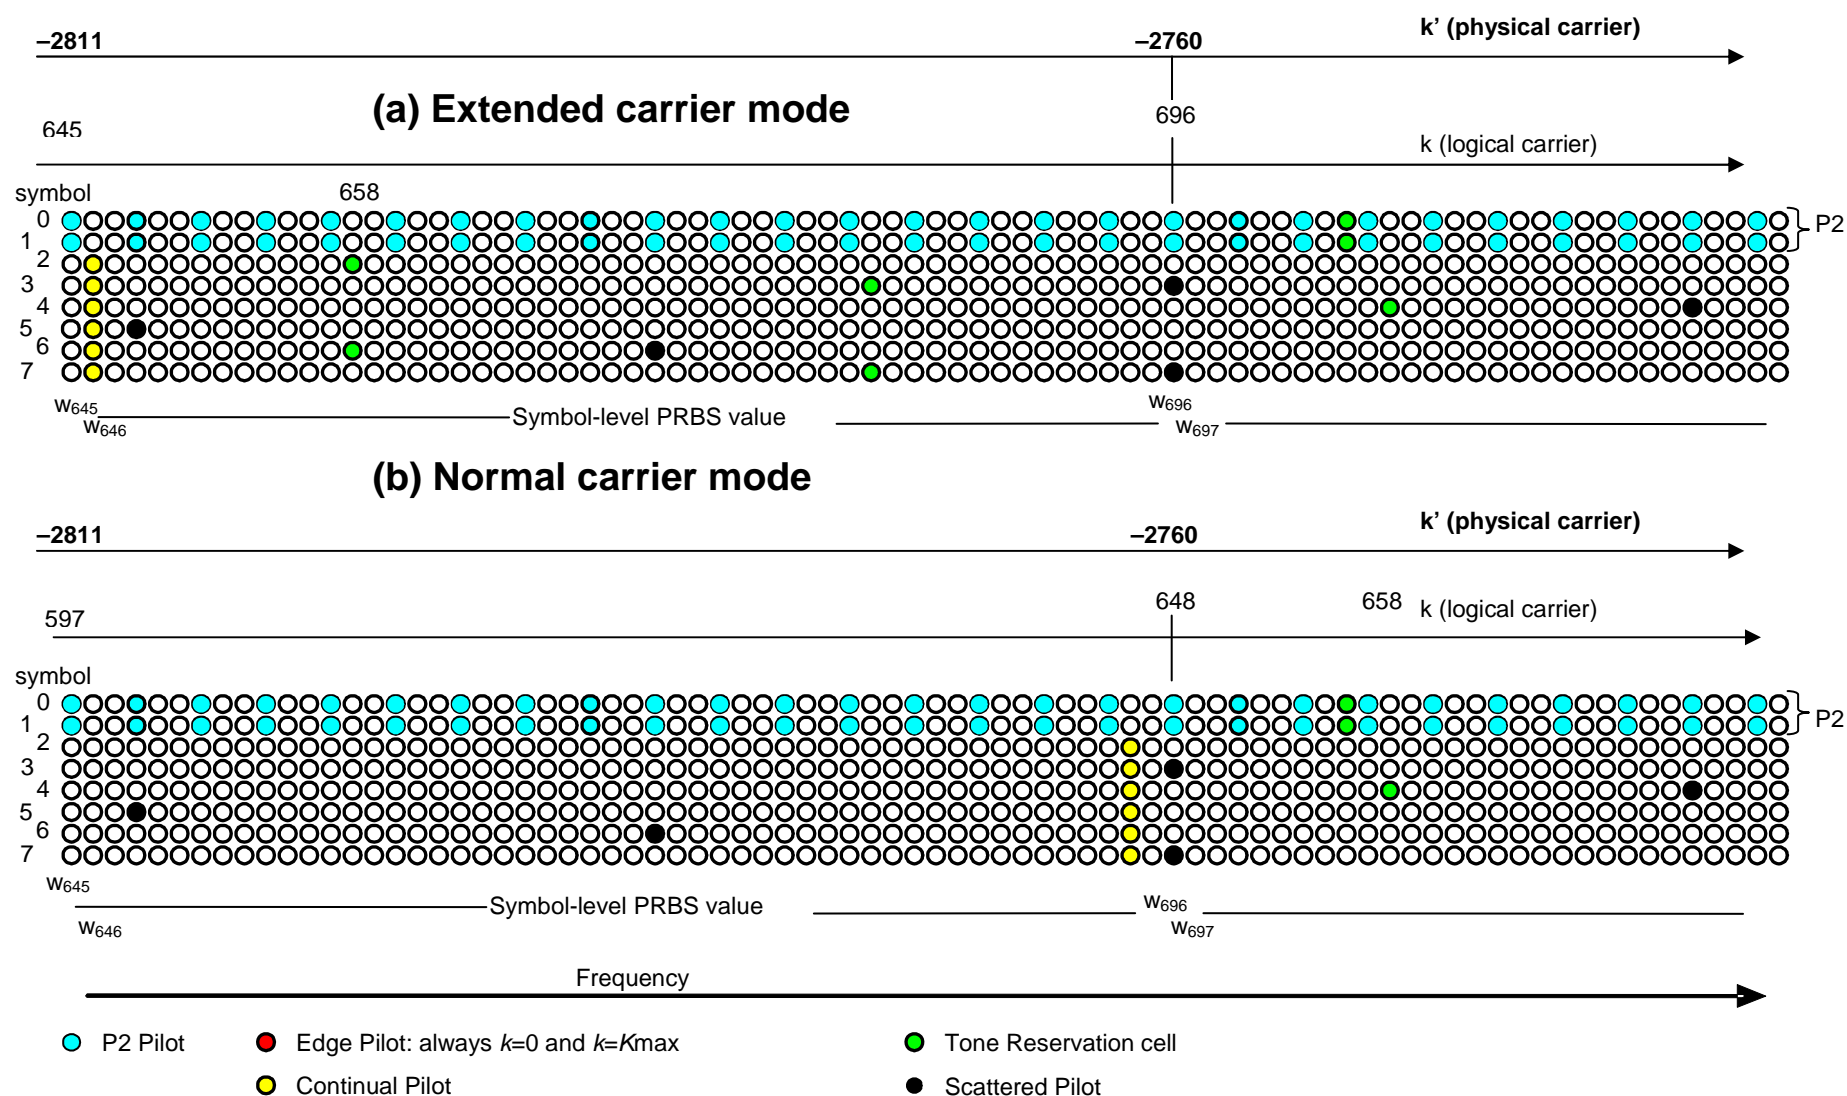 –2811 –2760 k’ (physical carrier)
(a) Extended carrier mode
645 696
k (logical carrier)
symbol 658
0
1
P2
2
3
4
5
6
7
w645 w696
w646 Symbol-level PRBS value w697
(b) Normal carrier mode
–2811 –2760 k’ (physical carrier)
597 648 658 k (logical carrier)
symbol
0
1
P2
2
3
4
5
6
7
w645
w646 Symbol-level PRBS value w696
w697
Frequency
P2 Pilot Edge Pilot: always k=0 and k=Kmax Tone Reservation cell
Continual Pilot Scattered Pilot